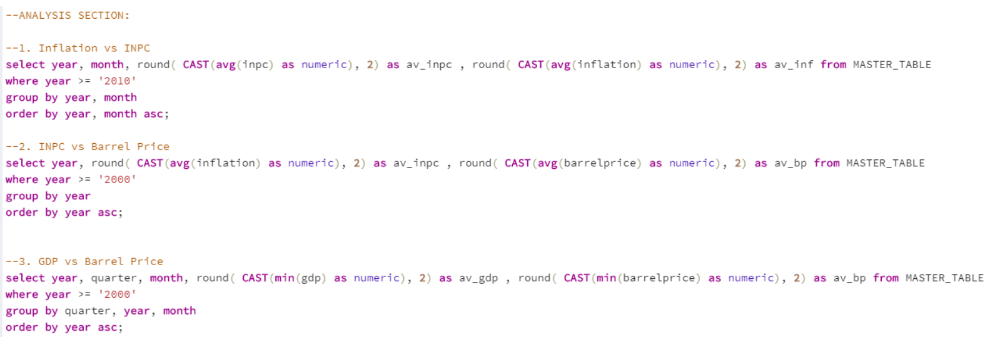 --ANALYSIS SECTION:
--1. Inflation vs INPC
select year, month, round( CAST(avg(inpc) as numeric), 2) as av_inpc , round( CAST(avg(inflation) as numeric), 2) as av_inf from MASTER_TABLE
where year >= '2010'
group by year, month
order by year, month asc;
--2. INPC vs Barrel Price
select year, round( CAST(avg(inflation) as numeric), 2) as av_inpc , round( CAST(avg(barrelprice) as numeric), 2) as av_bp from MASTER_TABLE
where year >= '2000'
group by year
order by year asc;
--3. GDP vs Barrel Price
select year, quarter, month, round( CAST(min(gdp) as numeric), 2) as av_gdp , round( CAST(min(barrelprice) as numeric), 2) as av_bp from MASTER_TABLE
where year >= '2000'
group by quarter, year, month
order by year asc;